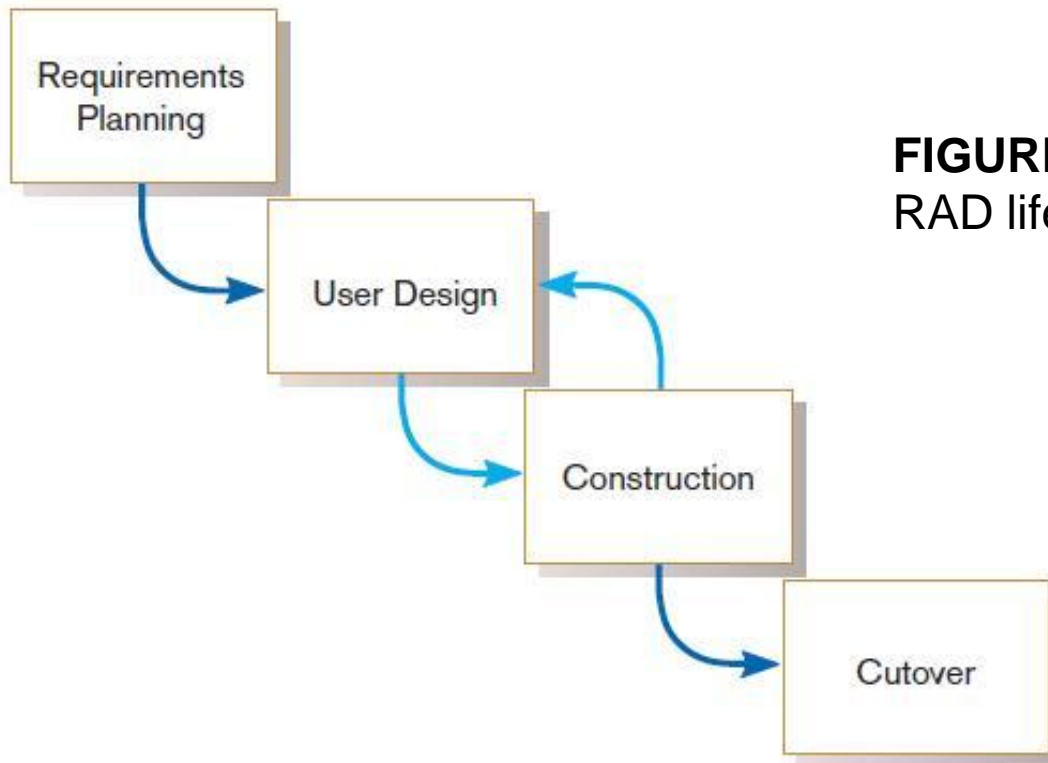 Requirements
Planning
User Design
Construction
Cutover
RAD